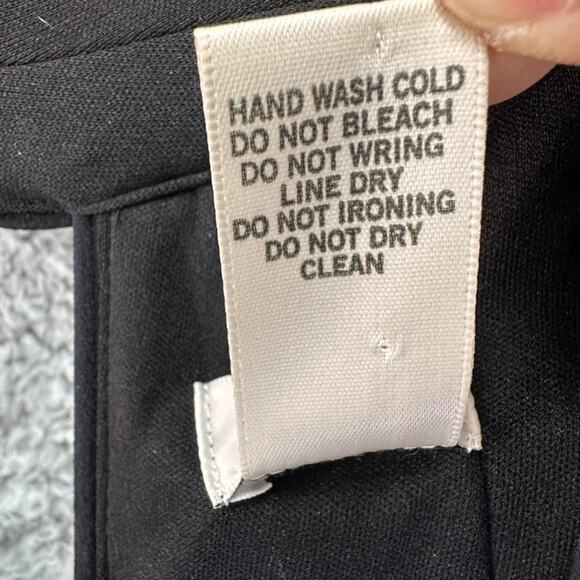 HAND WASH COLD
DO NOT BLEACH
DO NOT WRING
LINE DRY
DO NOT IRONING
DO NOT DRY
CLEAN